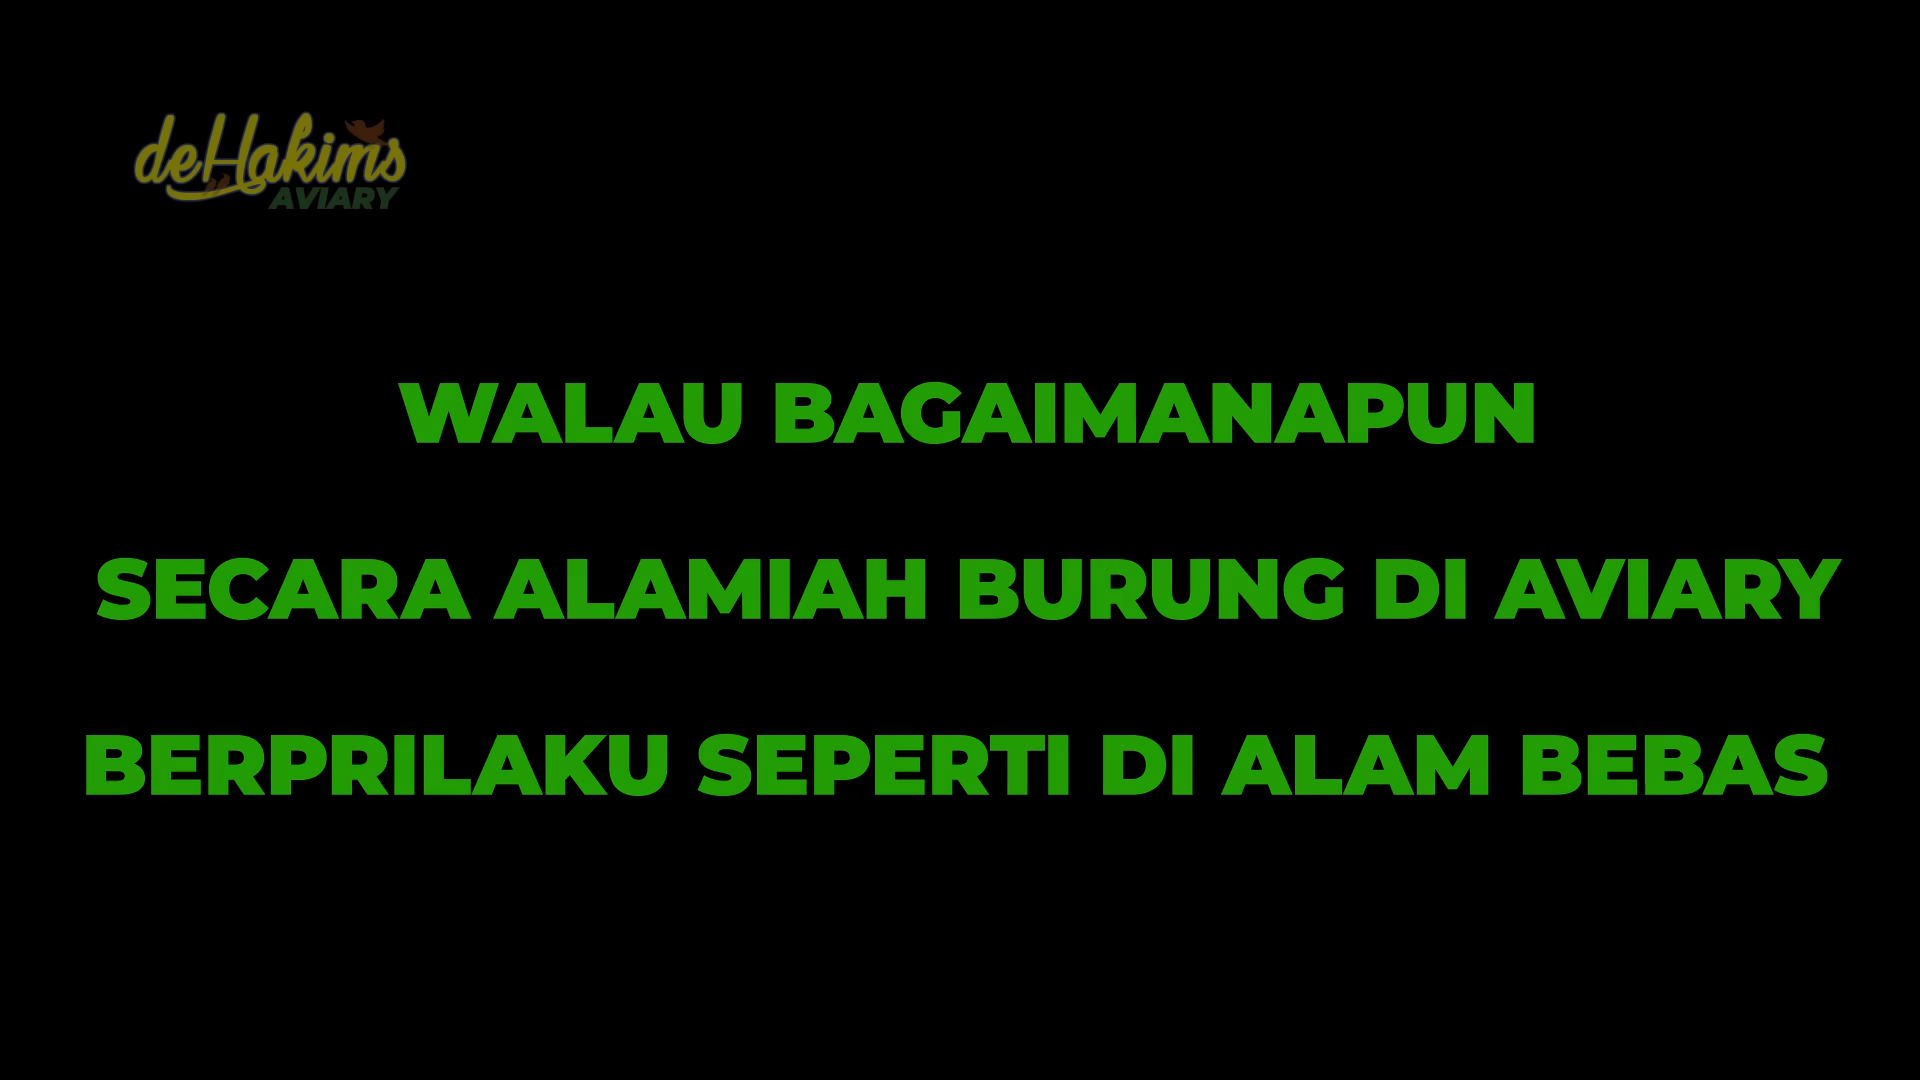 deHakims
AVIARY
WALAU BAGAIMANAPUN
SECARA ALAMIAH BURUNG DI AVIARY
BERPRILAKU SEPERTI DI ALAM BEBAS